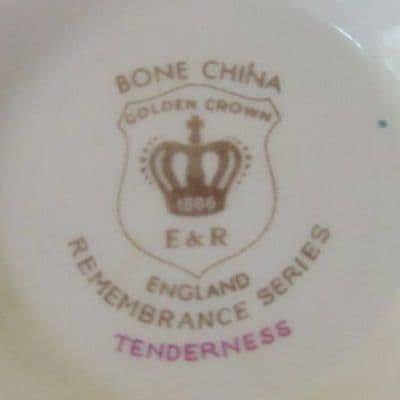 BONE CHINA
GOLDEN CROWN
1886
E & R
ENGLAND
REMEMBRANCE SERIES
TENDERNESS